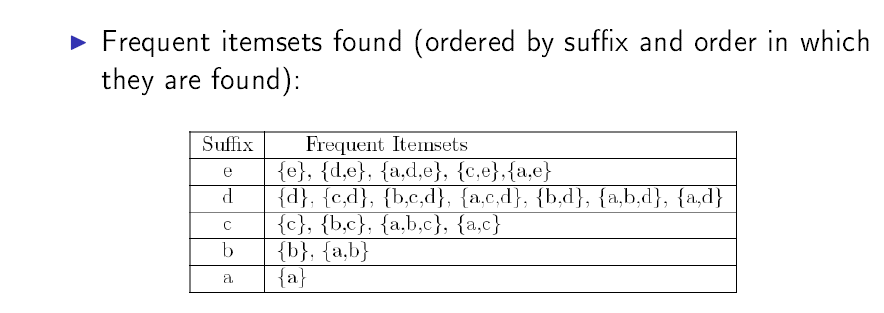 ▶ Frequent itemsets found (ordered by suffix and order in which
they are found):
Suffix Frequent Itemsets
e {e}, {d,e}, {a,d,e}, {c,e},{a,e}
d {d}, {c,d}, {b,c,d}, {a,c,d}, {b,d}, {a,b,d}, {a,d}
c {c}, {b,c}, {a,b,c}, {a,c}
b {b}, {a,b}
a {a}